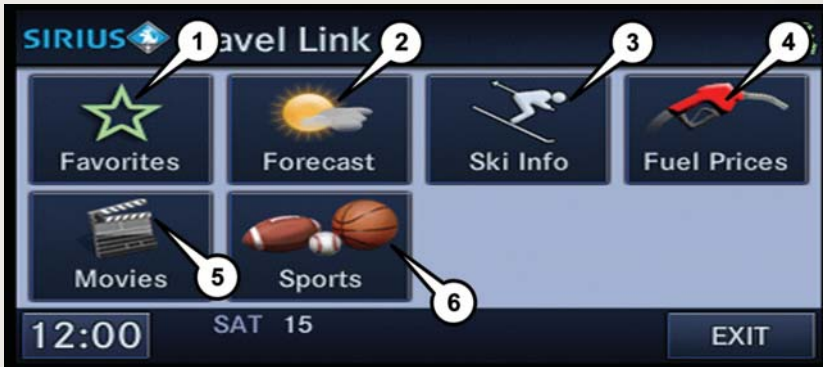 SIRIUS avel Link
1 2 3 4
Favorites Forecast Ski Info Fuel Prices
5 6
Movies Sports
12:00 SAT 15 EXIT